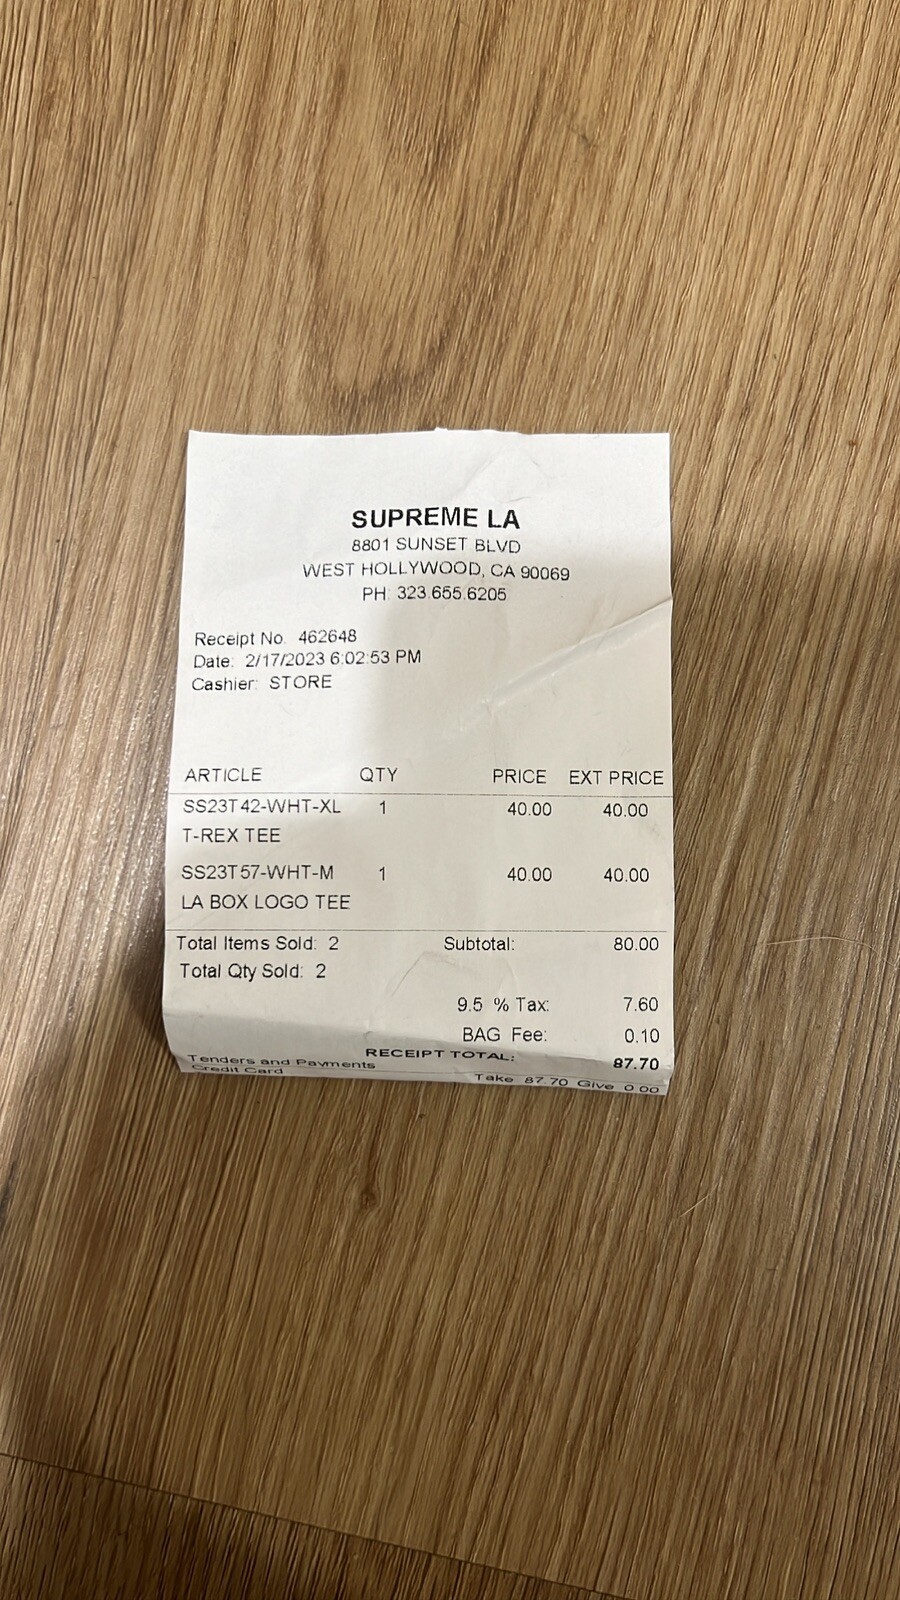 SUPREME LA
8801 SUNSET BLVD
WEST HOLLYWOOD, CA 90069
PH: 323.655.6205
Receipt No. 462648
Date: 2/17/2023 6:02:53 PM
Cashier: STORE
ARTICLE QTY PRICE EXT PRICE
SS23T42-WHT-XL 1 40.00 40.00
T-REX TEE
SS23T57-WHT-M 1 40.00 40.00
LA BOX LOGO TEE
Total Items Sold: 2 Subtotal: 80.00
Total Qty Sold: 2
9.5 % Tax: 7.60
BAG Fee: 0.10
RECEIPT TOTAL: 87.70
Tenders and Payments
Credit Card Take 87.70 Give 0.00